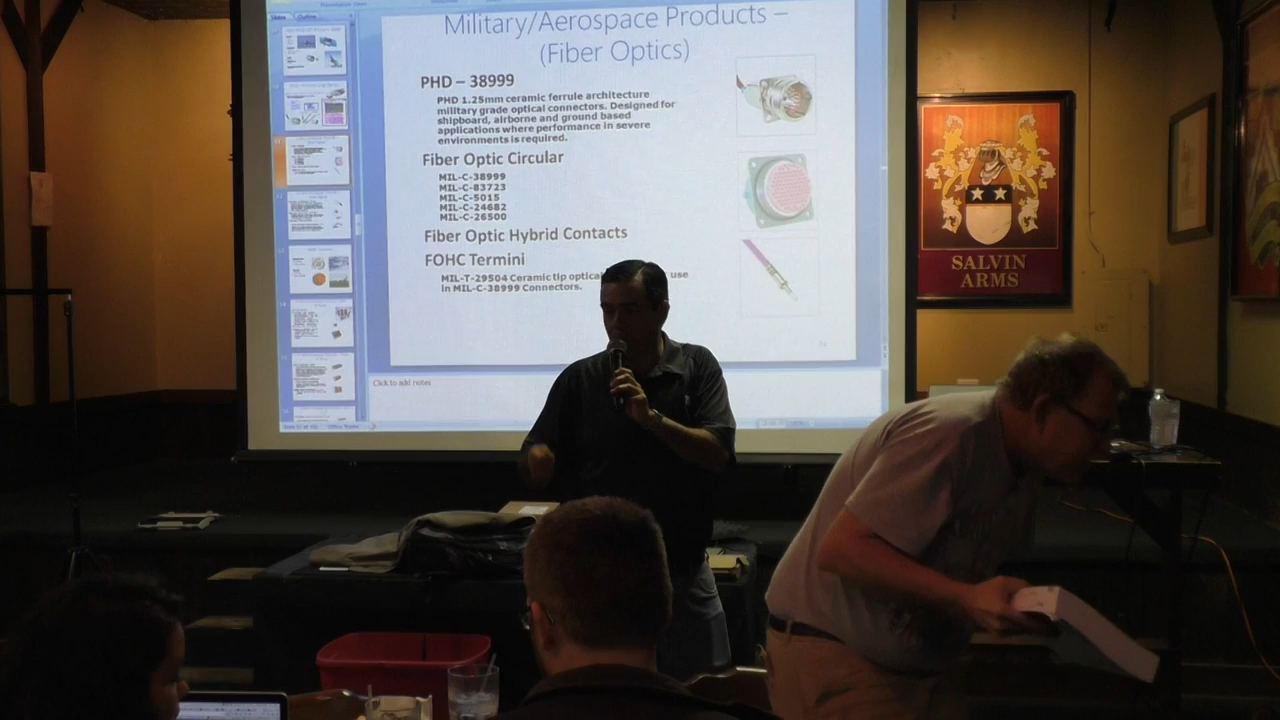 Military/Aerospace Products –
(Fiber Optics)
PHD – 38999
PHD 1.25mm ceramic ferrule architecture
military grade optical connectors. Designed for
shipboard, airborne and ground based
applications where performance in severe
environments is required.
Fiber Optic Circular
MIL-C-38999
MIL-C-83723
MIL-C-5015
MIL-C-24682
MIL-C-26500
Fiber Optic Hybrid Contacts
FOHC Termini
MIL-T-29504 Ceramic tip optical use
in MIL-C-38999 Connectors.
Click to add notes
Slides Outline
SALVIN
ARMS